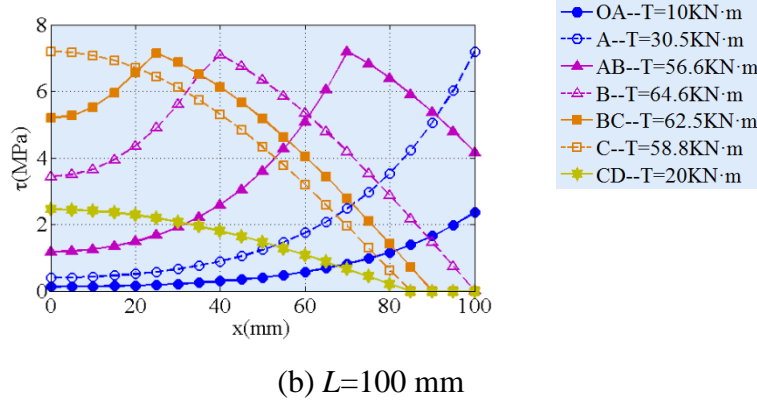 8
6
4
2
0
τ(MPa)
0 20 40 60 80 100
x(mm)
OA--T=10KN·m
A--T=30.5KN·m
AB--T=56.6KN·m
B--T=64.6KN·m
BC--T=62.5KN·m
C--T=58.8KN·m
CD--T=20KN·m
(b) L=100 mm